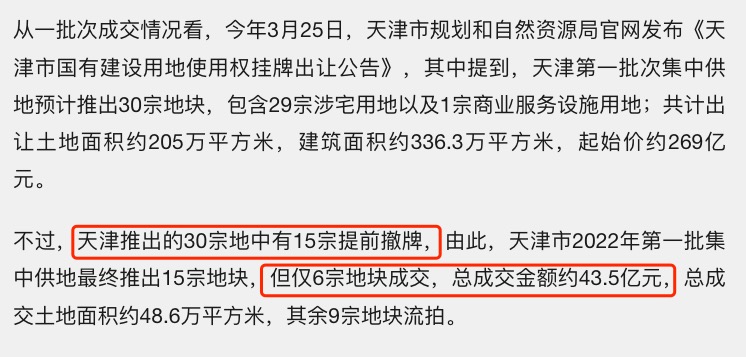 从一批次成交情况看，今年3月25日，天津市规划和自然资源局官网发布《天
津市国有建设用地使用权挂牌出让公告》，其中提到，天津第一批次集中供
地预计推出30宗地块，包含29宗涉宅用地以及1宗商业服务设施用地；共计出
让土地面积约205万平方米，建筑面积约336.3万平方米，起始价约269亿
元。
不过，天津推出的30宗地中有15宗提前撤牌，由此，天津市2022年第一批集
中供地最终推出15宗地块，但仅6宗地块成交，总成交金额约43.5亿元，总成
交土地面积约48.6万平方米，其余9宗地块流拍。